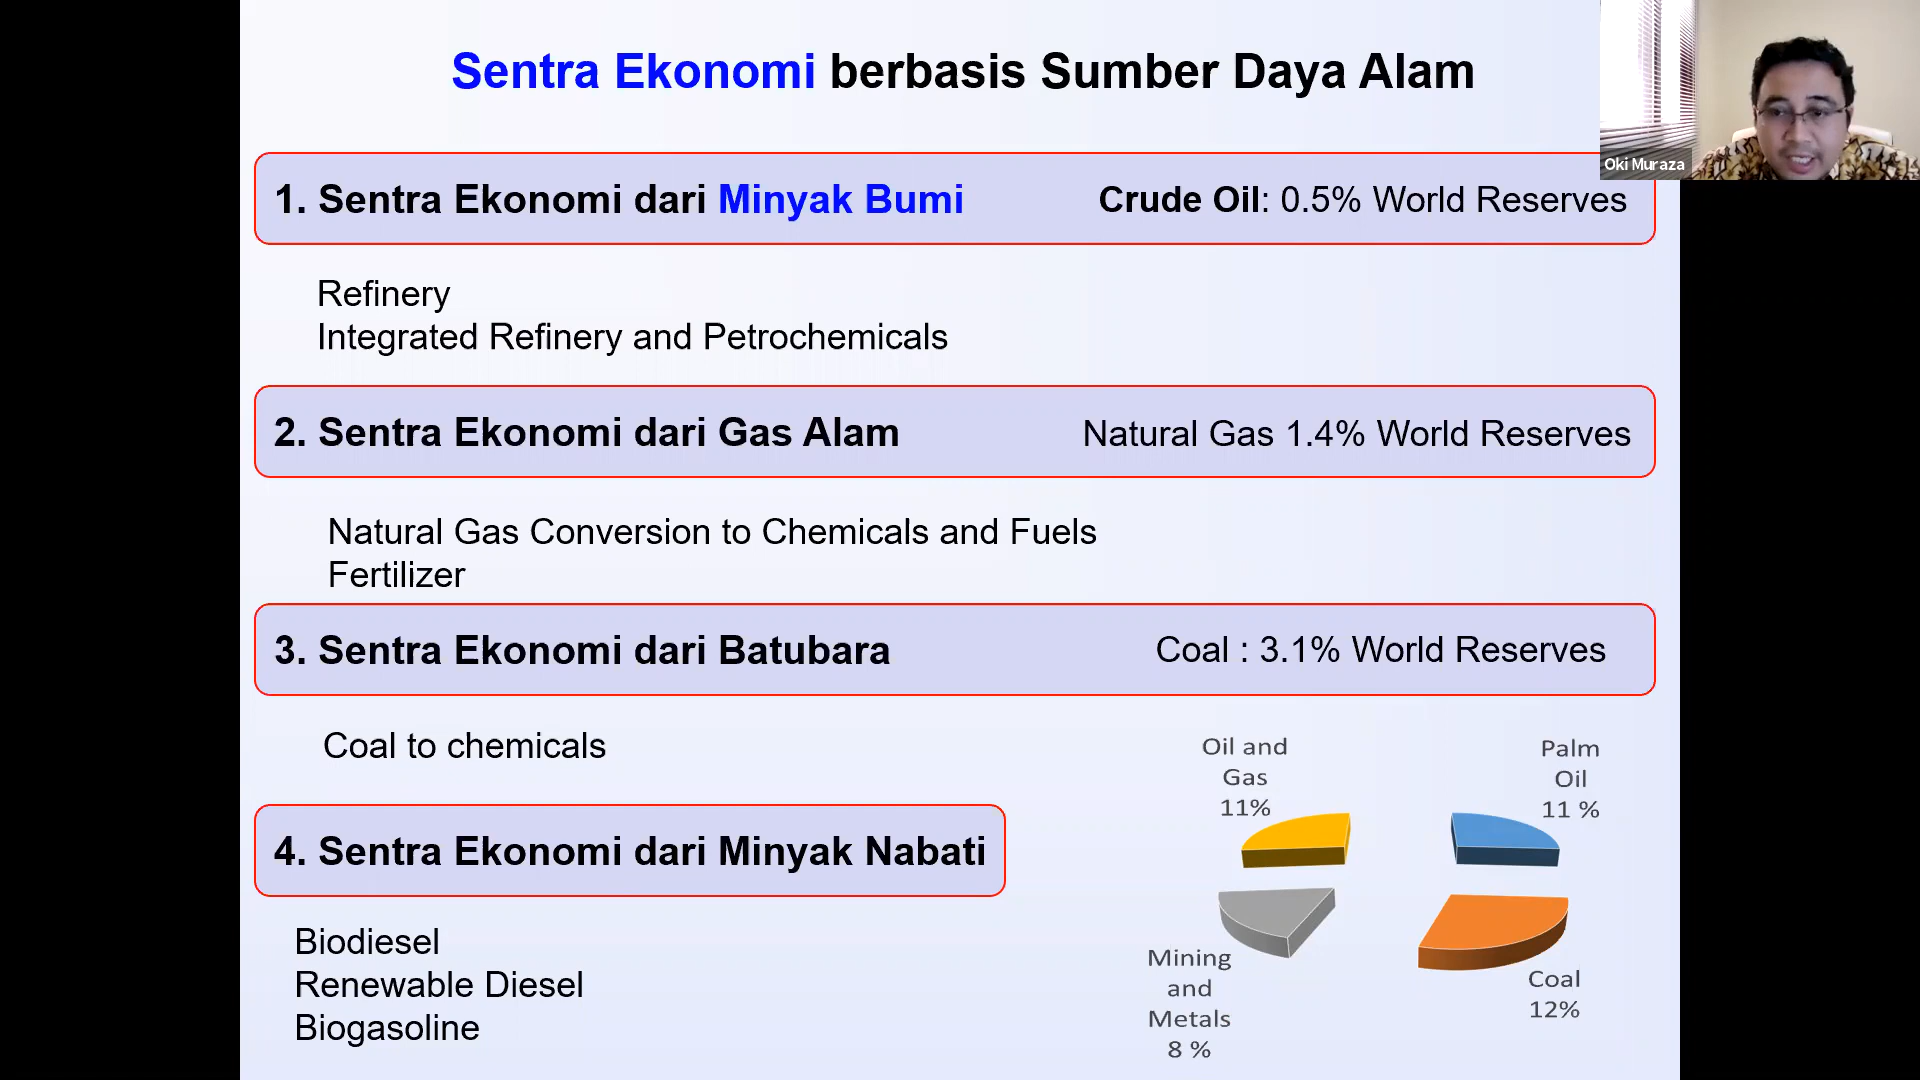 Sentra Ekonomi berbasis Sumber Daya Alam
Oki Muraza
1. Sentra Ekonomi dari Minyak Bumi
Crude Oil: 0.5% World Reserves
Refinery
Integrated Refinery and Petrochemicals
2. Sentra Ekonomi dari Gas Alam
Natural Gas 1.4% World Reserves
Natural Gas Conversion to Chemicals and Fuels
Fertilizer
3. Sentra Ekonomi dari Batubara
Coal : 3.1% World Reserves
Coal to chemicals
4. Sentra Ekonomi dari Minyak Nabati
Biodiesel
Renewable Diesel
Biogasoline
Oil and
Gas
11%
Palm
Oil
11 %
Mining
and
Metals
8 %
Coal
12%